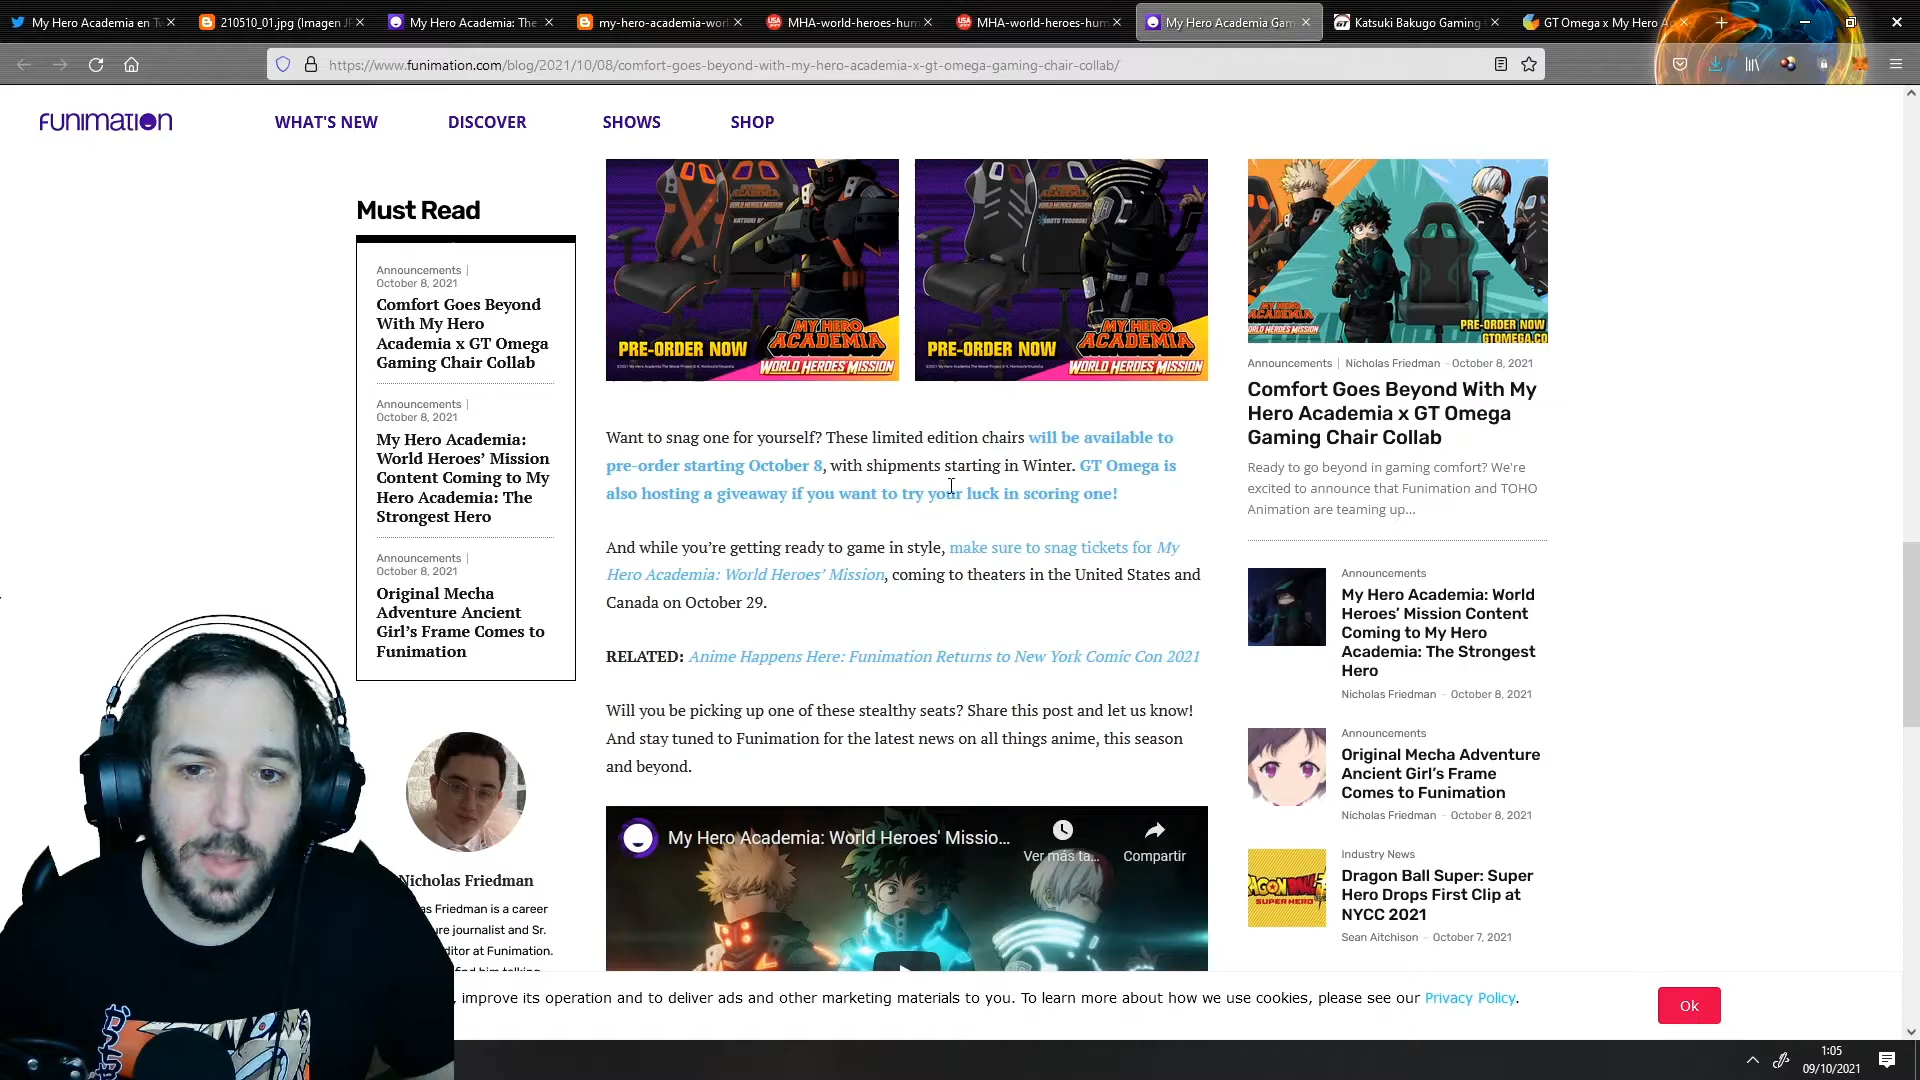 My Hero Academia en Tw
210510_01.jpg (Imagen JP
My Hero Academia: The
my-hero-academia-worl
MHA-world-heroes-hum
MHA-world-heroes-hum
My Hero Academia Gam
Katsuki Bakugo Gaming
GT Omega x My Hero A
https://www.funimation.com/blog/2021/10/08/comfort-goes-beyond-with-my-hero-academia-x-gt-omega-gaming-chair-collab/
FUNIMATION
WHAT'S NEW
DISCOVER
SHOWS
SHOP
Must Read
Announcements |
October 8, 2021
Comfort Goes Beyond
With My Hero
Academia x GT Omega
Gaming Chair Collab
Announcements |
October 8, 2021
My Hero Academia:
World Heroes’ Mission
Content Coming to My
Hero Academia: The
Strongest Hero
Announcements |
October 8, 2021
Original Mecha
Adventure Ancient
Girl’s Frame Comes to
Funimation
Nicholas Friedman
as Friedman is a career
ure journalist and Sr.
ditor at Funimation.
PRE-ORDER NOW
MY HERO
ACADEMIA
WORLD HEROES MISSION
PRE-ORDER NOW
MY HERO
ACADEMIA
WORLD HEROES MISSION
Want to snag one for yourself? These limited edition chairs will be available to
pre-order starting October 8, with shipments starting in Winter. GT Omega is
also hosting a giveaway if you want to try your luck in scoring one!
And while you’re getting ready to game in style, make sure to snag tickets for My
Hero Academia: World Heroes’ Mission, coming to theaters in the United States and
Canada on October 29.
RELATED: Anime Happens Here: Funimation Returns to New York Comic Con 2021
Will you be picking up one of these stealthy seats? Share this post and let us know!
And stay tuned to Funimation for the latest news on all things anime, this season
and beyond.
My Hero Academia: World Heroes' Missio...
Ver más ta...
Compartir
PRE-ORDER NOW
GTOMEGA.CO
Announcements | Nicholas Friedman - October 8, 2021
Comfort Goes Beyond With My
Hero Academia x GT Omega
Gaming Chair Collab
Ready to go beyond in gaming comfort? We're
excited to announce that Funimation and TOHO
Animation are teaming up...
Announcements
My Hero Academia: World
Heroes’ Mission Content
Coming to My Hero
Academia: The Strongest
Hero
Nicholas Friedman - October 8, 2021
Announcements
Original Mecha Adventure
Ancient Girl’s Frame
Comes to Funimation
Nicholas Friedman - October 8, 2021
Industry News
Dragon Ball Super: Super
Hero Drops First Clip at
NYCC 2021
Sean Aitchison - October 7, 2021
, improve its operation and to deliver ads and other marketing materials to you. To learn more about how we use cookies, please see our Privacy Policy.
Ok
1:05
09/10/2021